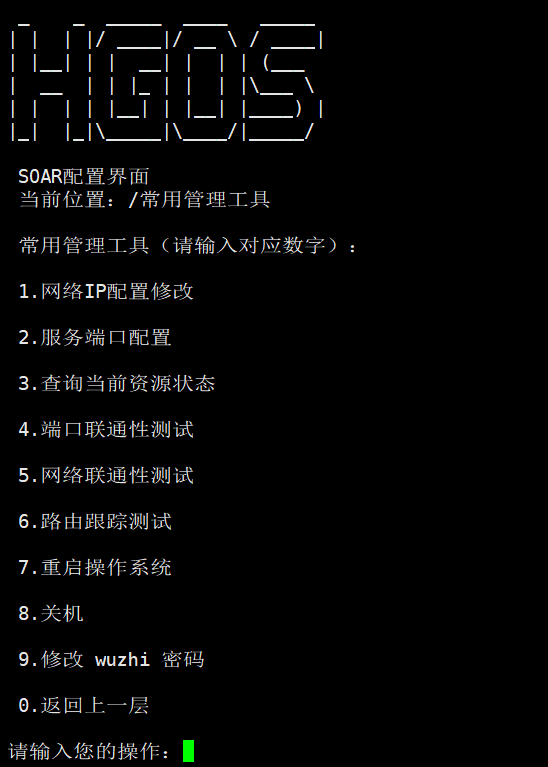 HGOS
SOAR配置界面
当前位置: /常用管理工具
常用管理工具（请输入对应数字）:
1.网络IP配置修改
2.服务端口配置
3.查询当前资源状态
4.端口联通性测试
5.网络联通性测试
6.路由跟踪测试
7.重启操作系统
8.关机
9.修改 wuzhi 密码
0.返回上一层
请输入您的操作: